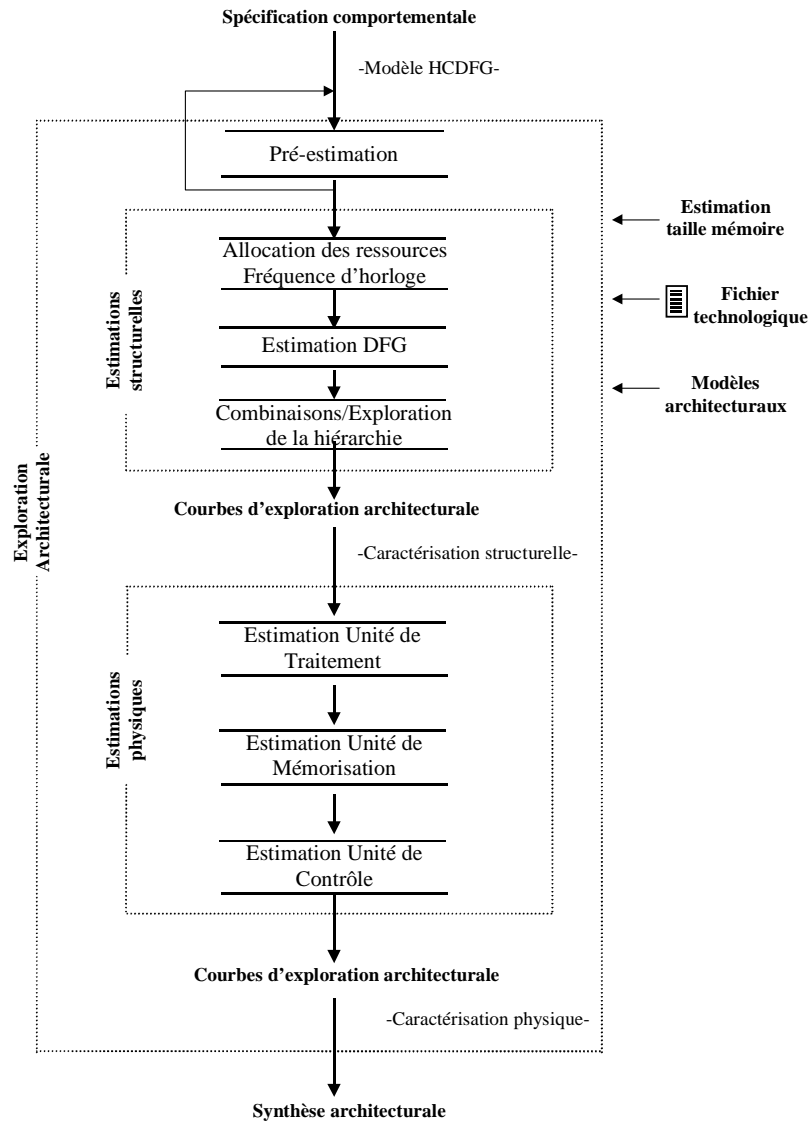 Spécification comportementale
-Modèle HCDFG-
Pré-estimation
Estimation
taille mémoire
Allocation des ressources
Fréquence d'horloge
Fichier
technologique
Estimations
structurelles
Estimation DFG
Modèles
architecturaux
Combinaisons/Exploration
de la hiérarchie
Exploration
Architecturale
Courbes d'exploration architecturale
-Caractérisation structurelle-
Estimation Unité de
Traitement
Estimations
physiques
Estimation Unité de
Mémorisation
Estimation Unité de
Contrôle
Courbes d'exploration architecturale
-Caractérisation physique-
Synthèse architecturale